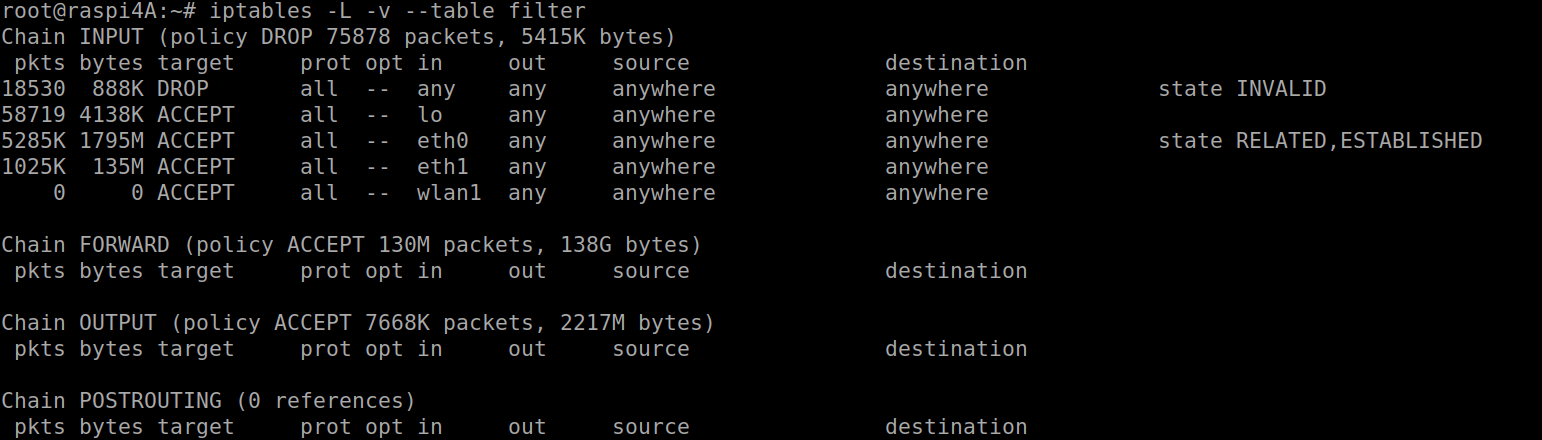 root@raspi4A:~# iptables -L -v --table filter
Chain INPUT (policy DROP 75878 packets, 5415K bytes)
 pkts bytes target     prot opt in     out     source               destination
18530  888K DROP       all  --  any    any     anywhere             anywhere             state INVALID
58719 4138K ACCEPT     all  --  lo     any     anywhere             anywhere
5285K 1795M ACCEPT     all  --  eth0   any     anywhere             anywhere             state RELATED,ESTABLISHED
1025K  135M ACCEPT     all  --  eth1   any     anywhere             anywhere
    0     0 ACCEPT     all  --  wlan1  any     anywhere             anywhere

Chain FORWARD (policy ACCEPT 130M packets, 138G bytes)
 pkts bytes target     prot opt in     out     source               destination

Chain OUTPUT (policy ACCEPT 7668K packets, 2217M bytes)
 pkts bytes target     prot opt in     out     source               destination

Chain POSTROUTING (0 references)
 pkts bytes target     prot opt in     out     source               destination